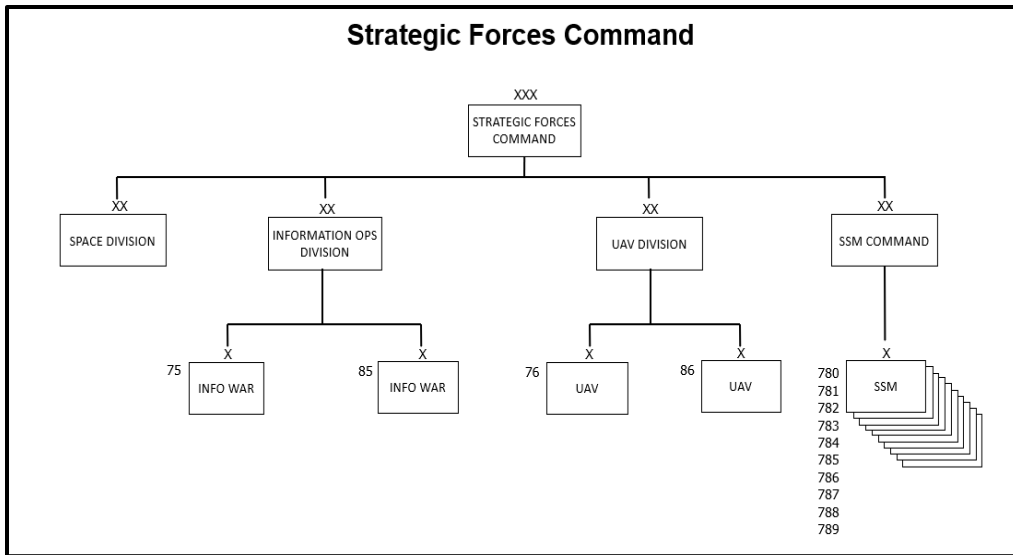 Strategic Forces Command
XXX
STRATEGIC FORCES
COMMAND
XX
XX
XX
XX
SPACE DIVISION
INFORMATION OPS
DIVISION
UAV DIVISION
SSM COMMAND
X
X
X
X
X
75
INFO WAR
85
INFO WAR
76
UAV
86
UAV
SSM
780
781
782
783
784
785
786
787
788
789